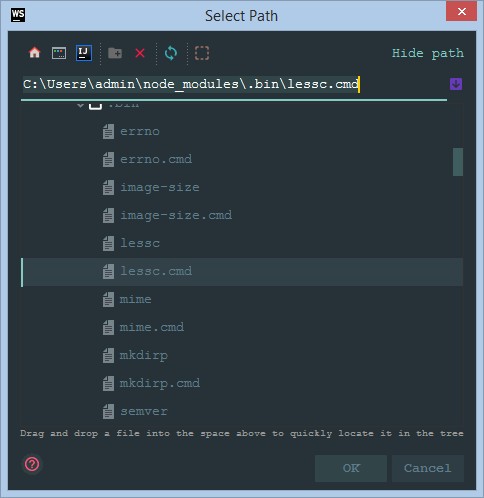 WS
Select Path
IJ
Hide path
C:\Users\admin\node_modules\.bin\lessc.cmd
.bin
errno
errno.cmd
image-size
image-size.cmd
lessc
lessc.cmd
mime
mime.cmd
mkdirp
mkdirp.cmd
semver
Drag and drop a file into the space above to quickly locate it in the tree
?
OK
Cancel